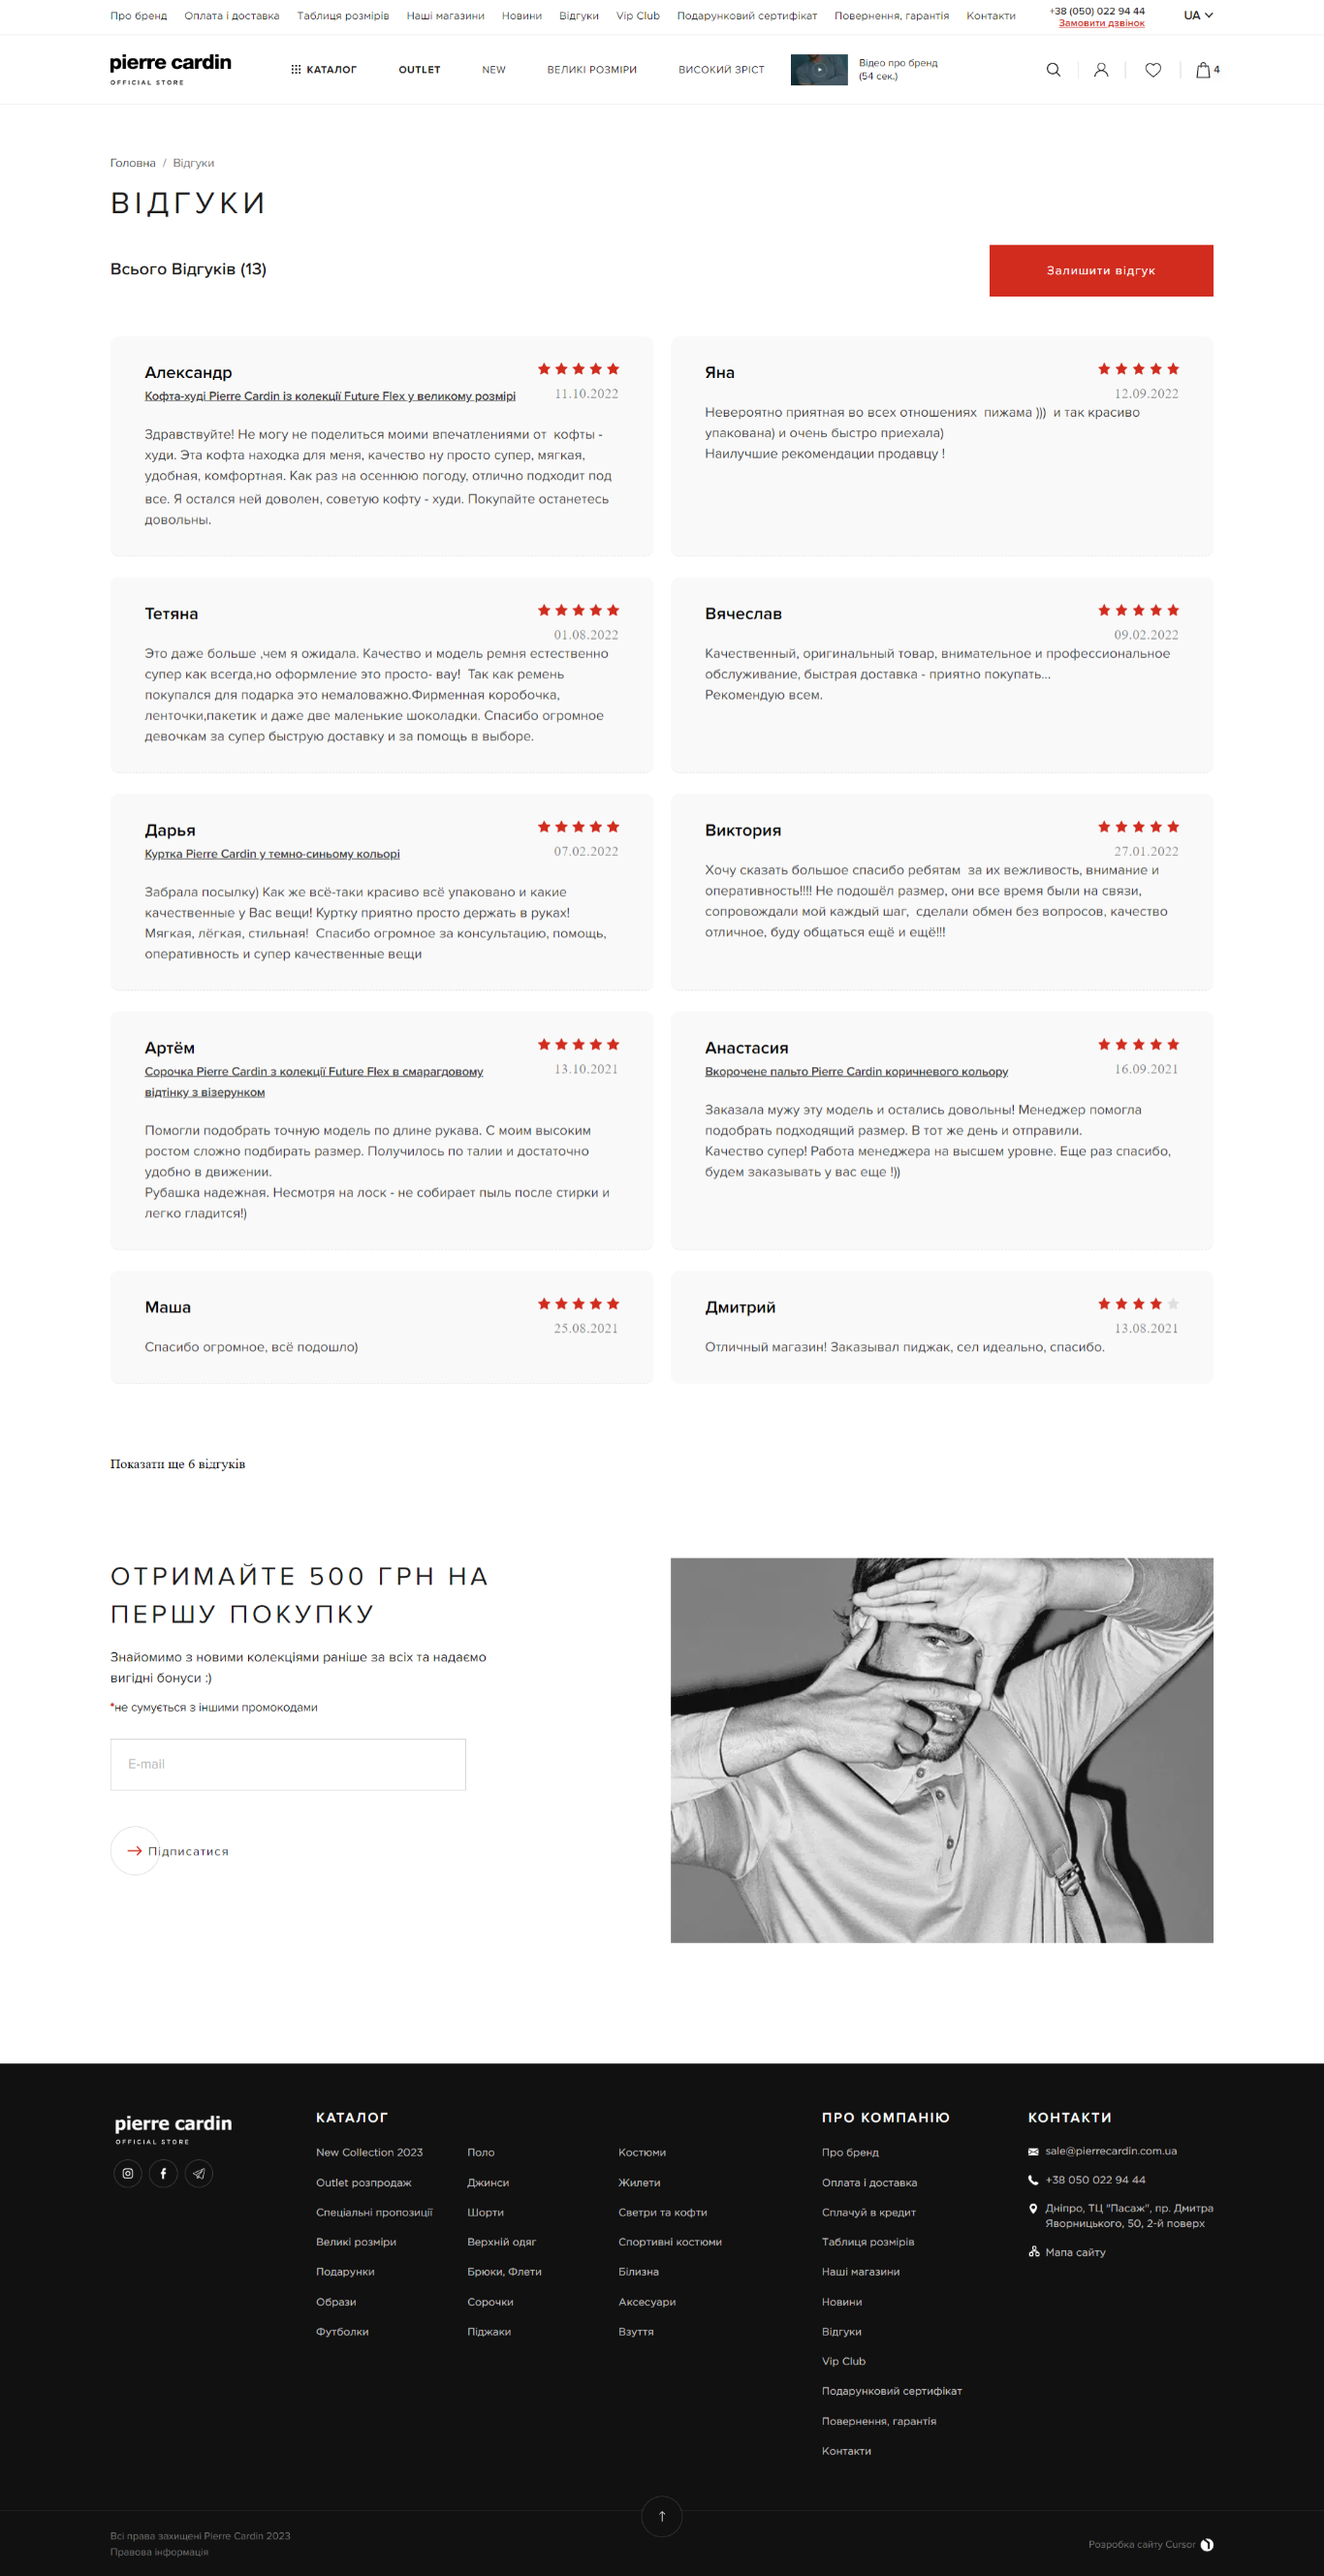 Про бренд Оплата і доставка Таблиця розмірів Наші магазини Новини Відгуки Vip Club Подарунковий сертифікат Повернення, гарантія Контакти
+38 (050) 022 94 44
Замовити дзвінок
UA
pierre cardin
OFFICIAL STORE
КАТАЛОГ OUTLET NEW ВЕЛИКІ РОЗМІРИ ВИСОКИЙ ЗРІСТ
Відео про бренд
(54 сек.)
4
Головна / Відгуки
ВІДГУКИ
Всього Відгуків (13)
Залишити відгук
Александр
Кофта-худі Pierre Cardin із колекції Future Flex у великому розмірі
11.10.2022
Здравствуйте! Не могу не поделиться моими впечатлениями от кофты -
худи. Эта кофта находка для меня, качество ну просто супер, мягкая,
удобная, комфортная. Как раз на осеннюю погоду, отлично подходит под
все. Я остался ней доволен, советую кофту - худи. Покупайте останетесь
довольны.
Яна
12.09.2022
Невероятно приятная во всех отношениях пижама ))) и так красиво
упакована) и очень быстро приехала)
Наилучшие рекомендации продавцу !
Тетяна
01.08.2022
Это даже больше ,чем я ожидала. Качество и модель ремня естественно
супер как всегда,но оформление это просто- вау! Так как ремень
покупался для подарка это немаловажно.Фирменная коробочка,
ленточки,пакетик и даже две маленькие шоколадки. Спасибо огромное
девочкам за супер быструю доставку и за помощь в выборе.
Вячеслав
09.02.2022
Качественный, оригинальный товар, внимательное и профессиональное
обслуживание, быстрая доставка - приятно покупать...
Рекомендую всем.
Дарья
Куртка Pierre Cardin у темно-синьому кольорі
07.02.2022
Забрала посылку) Как же всё-таки красиво всё упаковано и какие
качественные у Вас вещи! Куртку приятно просто держать в руках!
Мягкая, лёгкая, стильная! Спасибо огромное за консультацию, помощь,
оперативность и супер качественные вещи
Виктория
27.01.2022
Хочу сказать большое спасибо ребятам за их вежливость, внимание и
оперативность!!!! Не подошёл размер, они все время были на связи,
сопровождали мой каждый шаг, сделали обмен без вопросов, качество
отличное, буду общаться ещё и ещё!!!
Артём
Сорочка Pierre Cardin з колекції Future Flex в смарагдовому
відтінку з візерунком
13.10.2021
Помогли подобрать точную модель по длине рукава. С моим высоким
ростом сложно подбирать размер. Получилось по талии и достаточно
удобно в движении.
Рубашка надежная. Несмотря на лоск - не собирает пыль после стирки и
легко гладится!)
Анастасия
Вкорочене пальто Pierre Cardin коричневого кольору
16.09.2021
Заказала мужу эту модель и остались довольны! Менеджер помогла
подобрать подходящий размер. В тот же день и отправили.
Качество супер! Работа менеджера на высшем уровне. Еще раз спасибо,
будем заказывать у вас еще !))
Маша
25.08.2021
Спасибо огромное, всё подошло)
Дмитрий
13.08.2021
Отличный магазин! Заказывал пиджак, сел идеально, спасибо.
Показати ще 6 відгуків
ОТРИМАЙТЕ 500 ГРН НА
ПЕРШУ ПОКУПКУ
Знайомимо з новими колекціями раніше за всіх та надаємо
вигідні бонуси :)
*не сумується з іншими промокодами
E-mail
Підписатися
pierre cardin
OFFICIAL STORE
КАТАЛОГ
New Collection 2023
Outlet розпродаж
Спеціальні пропозиції
Великі розміри
Подарунки
Образи
Футболки
Поло
Джинси
Шорти
Верхній одяг
Брюки, Флети
Сорочки
Піджаки
Костюми
Жилети
Светри та кофти
Спортивні костюми
Білизна
Аксесуари
Взуття
ПРО КОМПАНІЮ
Про бренд
Оплата і доставка
Сплачуй в кредит
Таблиця розмірів
Наші магазини
Новини
Відгуки
Vip Club
Подарунковий сертифікат
Повернення, гарантія
Контакти
КОНТАКТИ
sale@pierrecardin.com.ua
+38 050 022 94 44
Дніпро, ТЦ "Пасаж", пр. Дмитра
Яворницького, 50, 2-й поверх
Мапа сайту
Всі права захищені Pierre Cardin 2023
Правова інформація
Розробка сайту Cursor